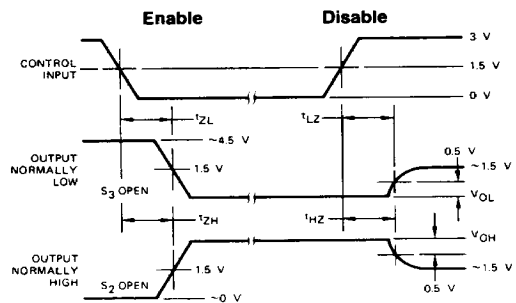 Enable
Disable
CONTROL
INPUT
3 V
1.5 V
0 V
tZL
tLZ
~4.5 V
OUTPUT
NORMALLY
LOW
1.5 V
S3 OPEN
0.5 V
~1.5 V
VOL
tZH
tHZ
VOH
OUTPUT
NORMALLY
HIGH
S2 OPEN
1.5 V
~0 V
~1.5 V
0.5 V